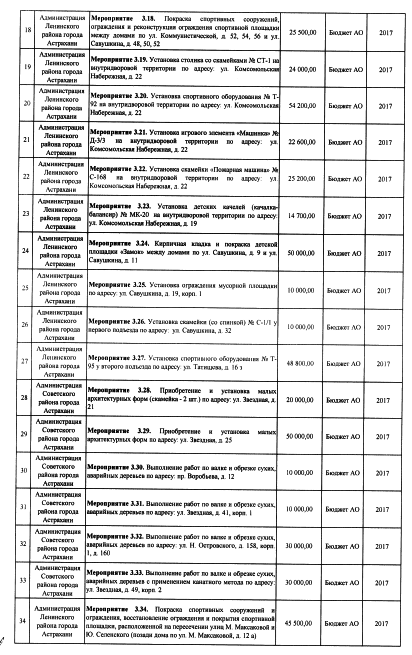 18 Администрация Ленинского района города Астрахани Мероприятие 3.18. Покраска спортивных сооружений, ограждения и реконструкция ограждения спортивной площадки между домами по ул. Коммунистической, д. 52, 54, 56 и ул. Савушкина, д. 48, 50, 52 25 500,00 Бюджет АО 2017
19 Администрация Ленинского района города Астрахани Мероприятие 3.19. Установка столика со скамейками № СТ-1 на внутридворовой территории по адресу: ул. Комсомольская Набережная, д. 22 24 000,00 Бюджет АО 2017
20 Администрация Ленинского района города Астрахани Мероприятие 3.20. Установка спортивного оборудования № Т-92 на внутридворовой территории по адресу: ул. Комсомольская Набережная, д. 22 54 200,00 Бюджет АО 2017
21 Администрация Ленинского района города Астрахани Мероприятие 3.21. Установка игрового элемента «Машинка» № Д-3/3 на внутридворовой территории по адресу: ул. Комсомольская Набережная, д. 22 22 600,00 Бюджет АО 2017
22 Администрация Ленинского района города Астрахани Мероприятие 3.22. Установка скамейки «Пожарная машина» № С-168 на внутридворовой территории по адресу: ул. Комсомольская Набережная, д. 22 25 200,00 Бюджет АО 2017
23 Администрация Ленинского района города Астрахани Мероприятие 3.23. Установка детских качелей (качалка-балансир) № МК-20 на внутридворовой территории по адресу: ул. Комсомольская Набережная, д. 19 14 700,00 Бюджет АО 2017
24 Администрация Ленинского района города Астрахани Мероприятие 3.24. Кирпичная кладка и покраска детской площадки «Замок» между домами по ул. Савушкина, д. 9 и ул. Савушкина, д. 11 50 000,00 Бюджет АО 2017
25 Администрация Ленинского района города Астрахани Мероприятие 3.25. Установка ограждения мусорной площадки по адресу: ул. Савушкина, д. 19, корп. 1 10 000,00 Бюджет АО 2017
26 Администрация Ленинского района города Астрахани Мероприятие 3.26. Установка скамейки (со спинкой) № С-1/1 у первого подъезда по адресу: ул. Савушкина, д. 32 10 000,00 Бюджет АО 2017
27 Администрация Ленинского района города Астрахани Мероприятие 3.27. Установка спортивного оборудования № Т-95 у второго подъезда по адресу: ул. Татищева, д. 16 з 48 800,00 Бюджет АО 2017
28 Администрация Советского района города Астрахани Мероприятие 3.28. Приобретение и установка малых архитектурных форм (скамейка - 2 шт.) по адресу: ул. Звездная, д. 21 20 000,00 Бюджет АО 2017
29 Администрация Советского района города Астрахани Мероприятие 3.29. Приобретение и установка малых архитектурных форм по адресу: ул. Звездная, д. 25 50 000,00 Бюджет АО 2017
30 Администрация Советского района города Астрахани Мероприятие 3.30. Выполнение работ по валке и обрезке сухих, аварийных деревьев по адресу: пр. Воробьева, д. 12 10 000,00 Бюджет АО 2017
31 Администрация Советского района города Астрахани Мероприятие 3.31. Выполнение работ по валке и обрезке сухих, аварийных деревьев по адресу: ул. Звездная, д. 41, корп. 1 10 000,00 Бюджет АО 2017
32 Администрация Советского района города Астрахани Мероприятие 3.32. Выполнение работ по валке и обрезке сухих, аварийных деревьев по адресу: ул. Н. Островского, д. 158, корп. 1, д. 160 30 000,00 Бюджет АО 2017
33 Администрация Советского района города Астрахани Мероприятие 3.33. Выполнение работ по валке и обрезке сухих, аварийных деревьев с применением канатного метода по адресу: ул. Звездная, д. 49, корп. 2 30 000,00 Бюджет АО 2017
34 Администрация Ленинского района города Астрахани Мероприятие 3.34. Покраска спортивных сооружений и ограждения, восстановление ограждения и покрытия спортивной площадки, расположенной на пересечении улиц М. Максаковой и Ю. Селенского (позади дома по ул. М. Максаковой, д. 12 а) 45 500,00 Бюджет АО 2017